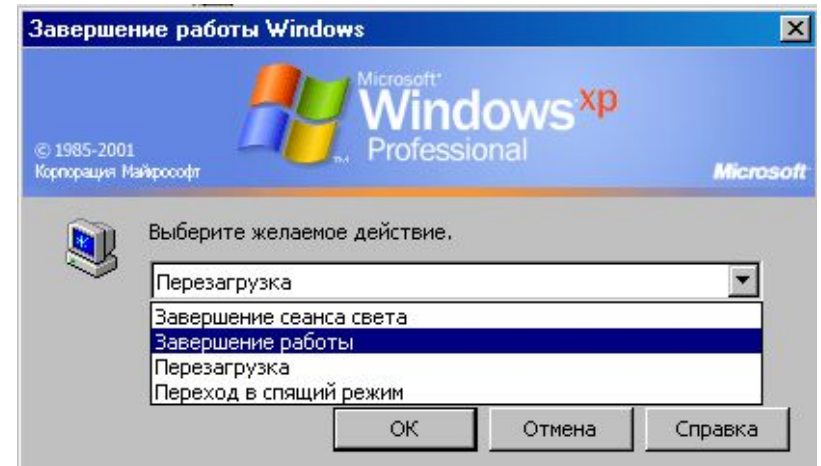 Завершение работы Windows
Microsoft®
Windows xp
Professional
© 1985-2001
Корпорация Майкрософт
Microsoft
Выберите желаемое действие.
Перезагрузка
Завершение сеанса света
Завершение работы
Перезагрузка
Переход в спящий режим
ОК
Отмена
Справка